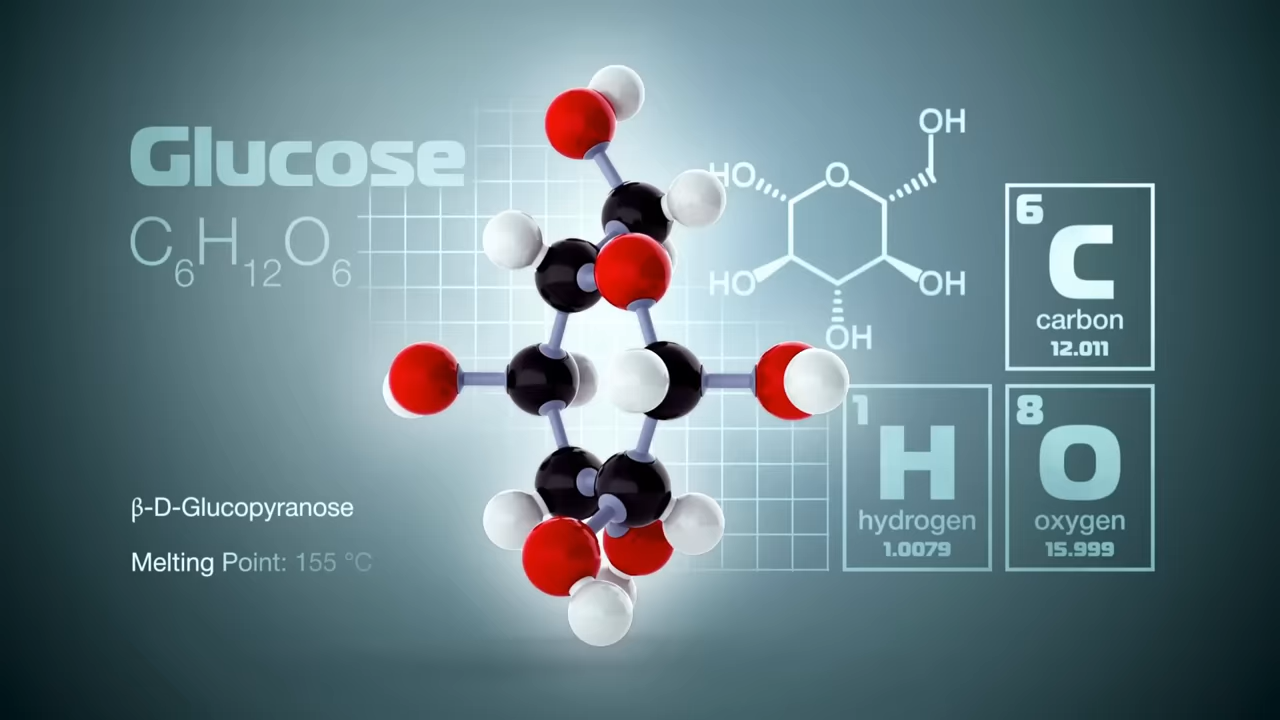 Glucose
C₆H₁₂O₆
β-D-Glucopyranose
Melting Point: 155 °C
OH
HO
O
HO
OH
OH
6
C
carbon
12.011
1
H
hydrogen
1.0079
8
O
oxygen
15.999